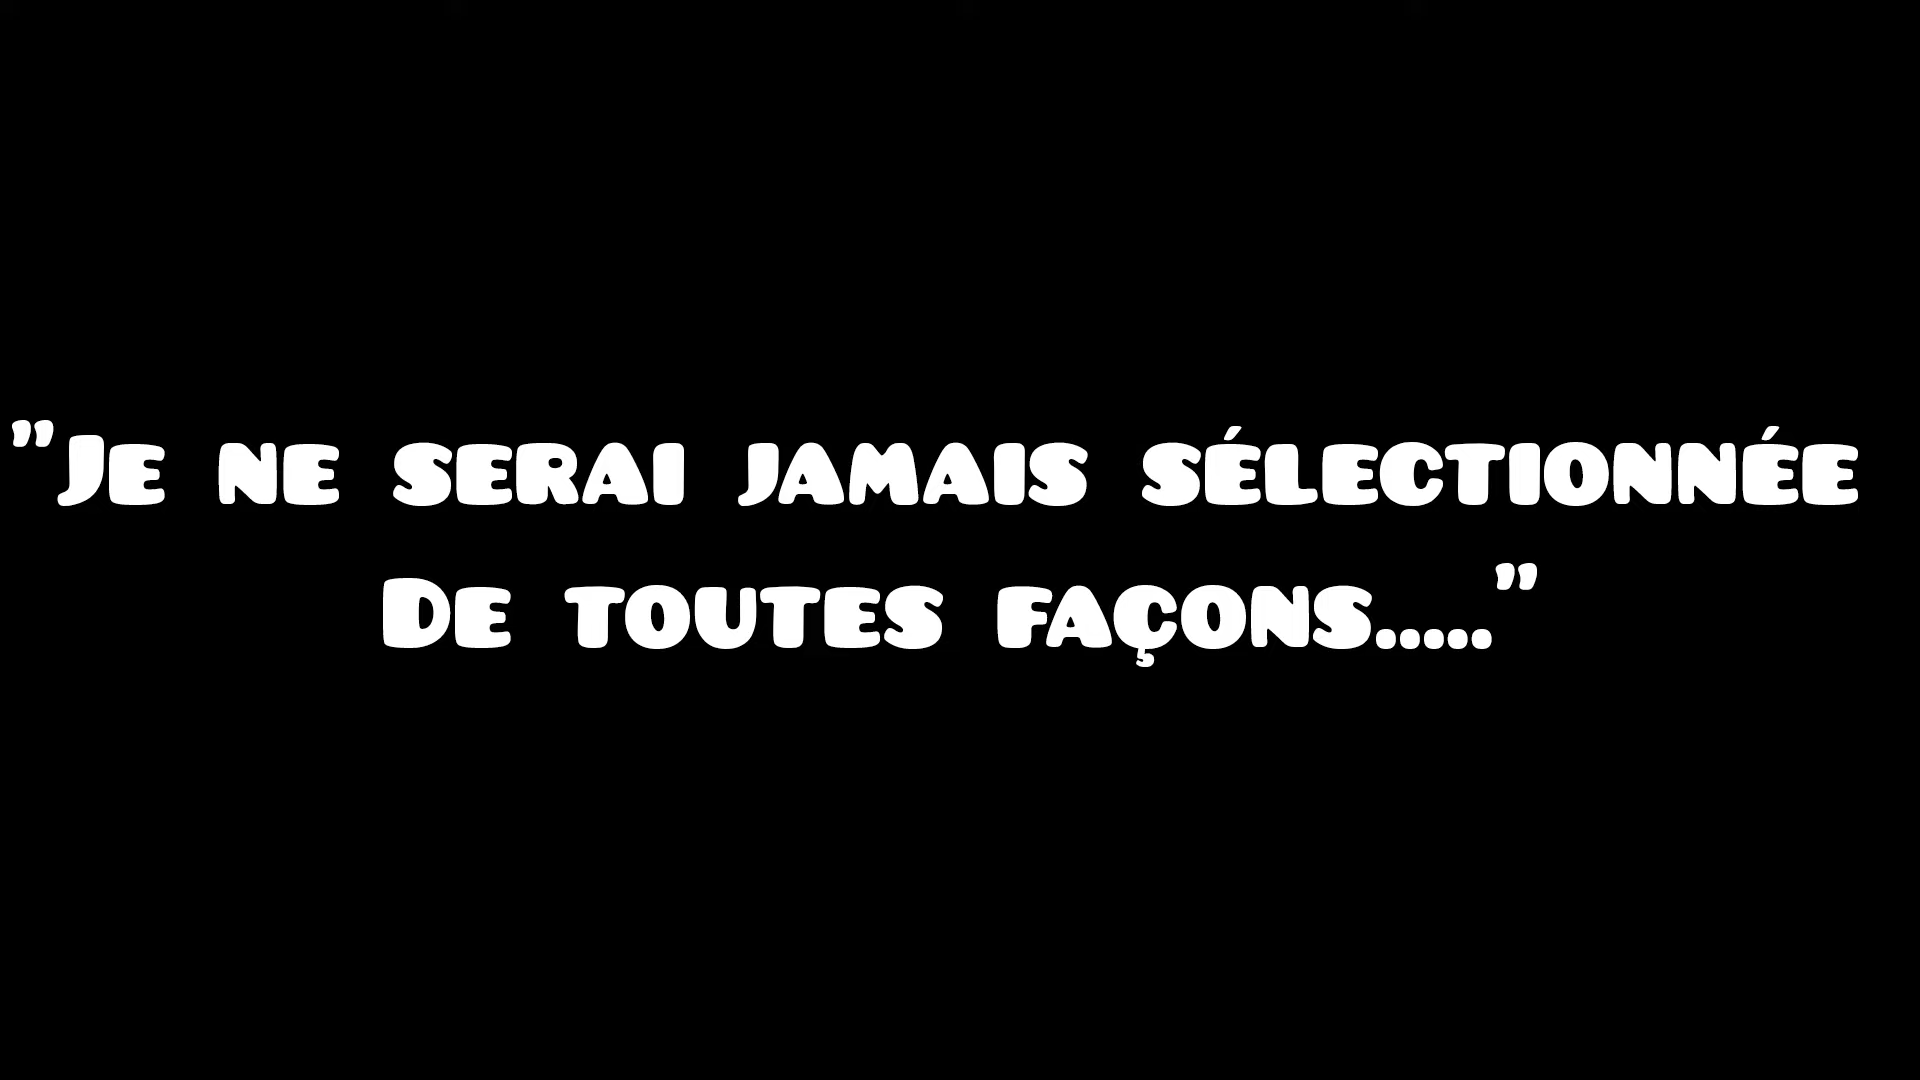 "Je ne serai jamais sélectionnée
De toutes façons....."